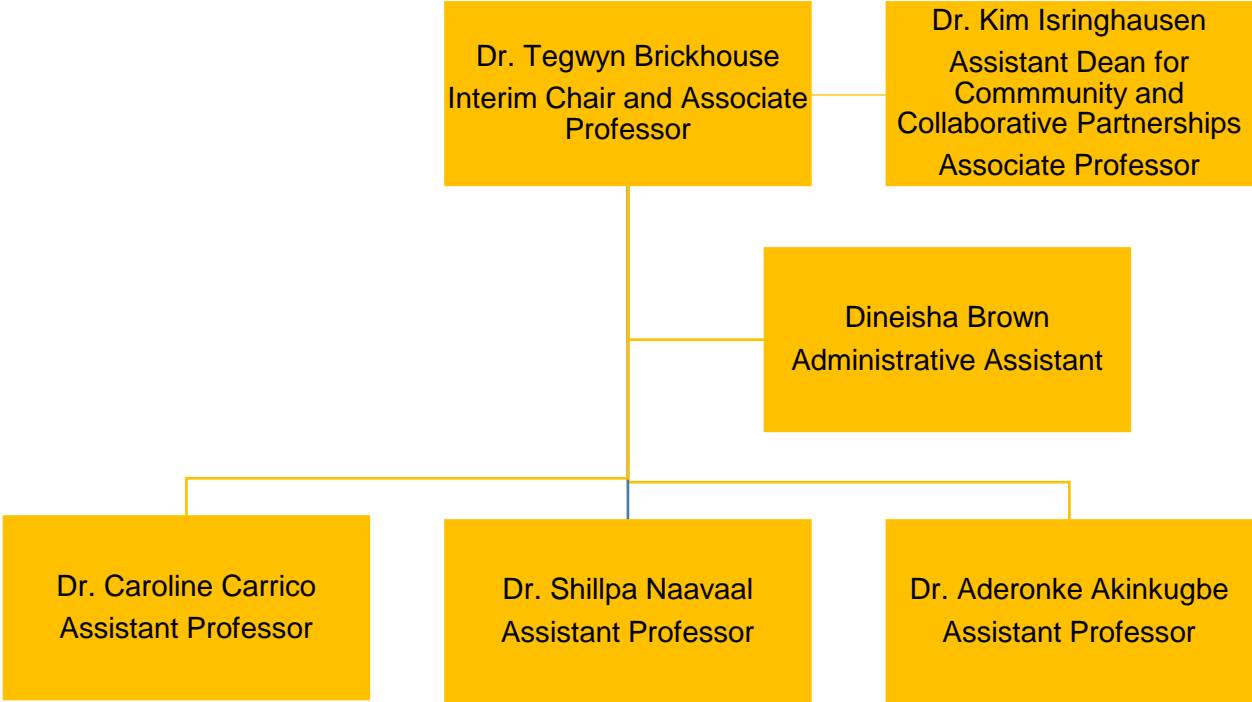 Dr. Tegwyn Brickhouse
Interim Chair and Associate
Professor
Dr. Kim Isringhausen
Assistant Dean for
Commmunity and
Collaborative Partnerships
Associate Professor
Dineisha Brown
Administrative Assistant
Dr. Caroline Carrico
Assistant Professor
Dr. Shillpa Naavaal
Assistant Professor
Dr. Aderonke Akinkugbe
Assistant Professor